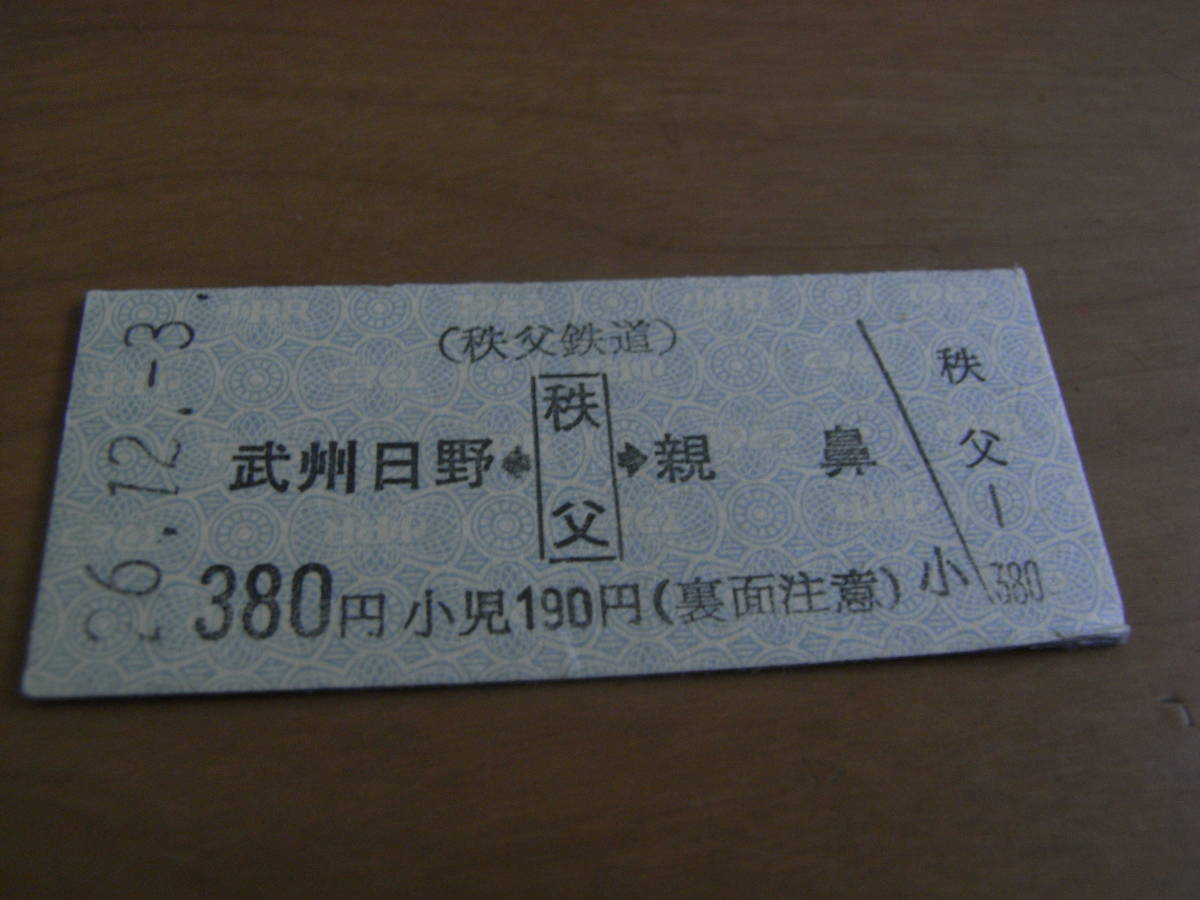 (秩父鉄道)
秩父
武州日野 親鼻
380円 小児190円(裏面注意)
小
秩父ー
380
26.12.-3.